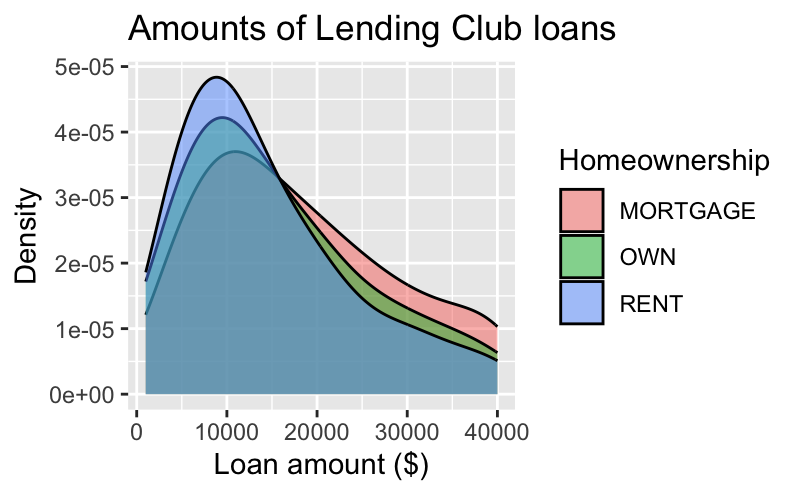 Amounts of Lending Club loans
5e-05
4e-05
3e-05
2e-05
1e-05
0e+00
Density
0 10000 20000 30000 40000
Loan amount ($)
Homeownership
MORTGAGE
OWN
RENT